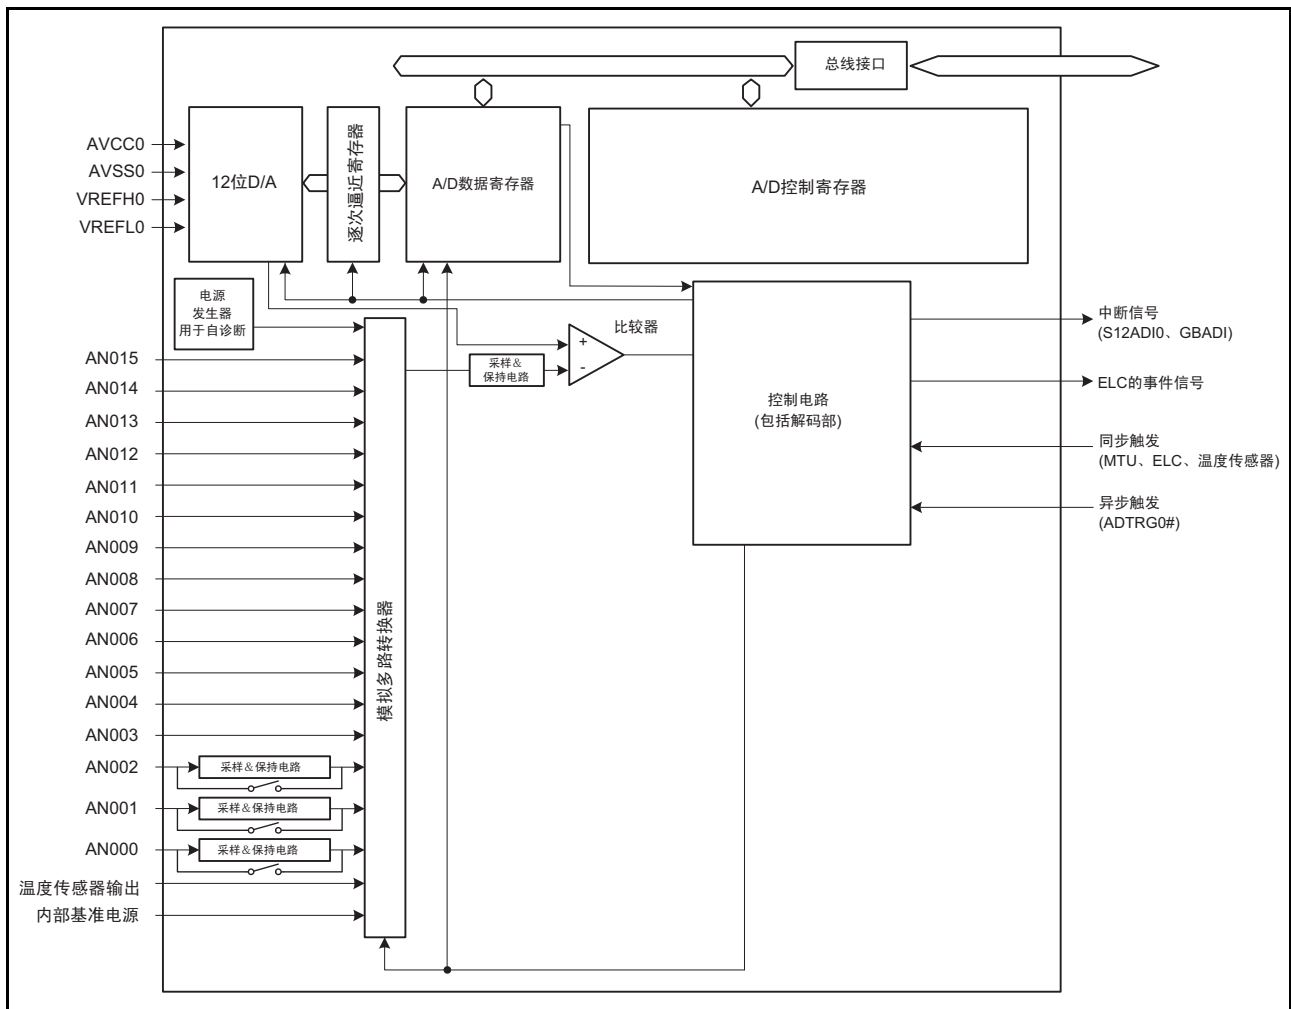 总线接口
AVCC0
AVSS0
VREFH0
VREFL0
12位D/A
逐次逼近寄存器
A/D数据寄存器
A/D控制寄存器
电源
发生器
用于自诊断
比较器
+
-
采样&
保持电路
控制电路
(包括解码部)
中断信号
(S12ADI0、GBADI)
ELC的事件信号
同步触发
(MTU、ELC、温度传感器)
异步触发
(ADTRG0#)
模拟多路转换器
AN015
AN014
AN013
AN012
AN011
AN010
AN009
AN008
AN007
AN006
AN005
AN004
AN003
AN002
采样&保持电路
AN001
采样&保持电路
AN000
采样&保持电路
温度传感器输出
内部基准电源